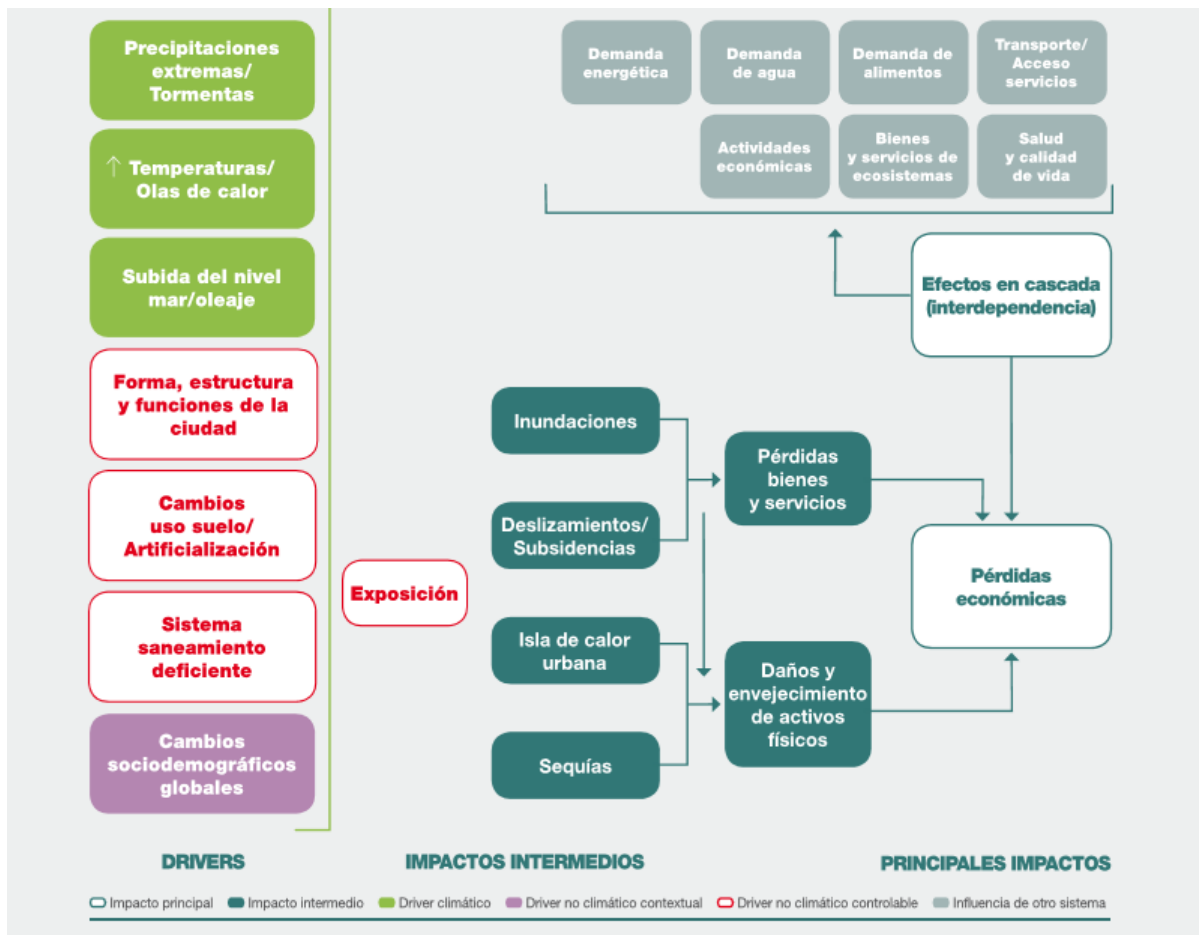 Precipitaciones
extremas/
Tormentas
↑ Temperaturas/
Olas de calor
Subida del nivel
mar/oleaje
Forma, estructura
y funciones de la
ciudad
Cambios
uso suelo/
Artificialización
Sistema
saneamiento
deficiente
Cambios
sociodemográficos
globales
Exposición
Demanda
energética
Demanda
de agua
Demanda de
alimentos
Transporte/
Acceso
servicios
Actividades
económicas
Bienes
y servicios de
ecosistemas
Salud
y calidad
de vida
Efectos en cascada
(interdependencia)
Inundaciones
Deslizamientos/
Subsidencias
Isla de calor
urbana
Sequías
Pérdidas
bienes
y servicios
Daños y
envejecimiento
de activos
físicos
Pérdidas
económicas
DRIVERS
IMPACTOS INTERMEDIOS
PRINCIPALES IMPACTOS
Impacto principal
Impacto intermedio
Driver climático
Driver no climático contextual
Driver no climático controlable
Influencia de otro sistema